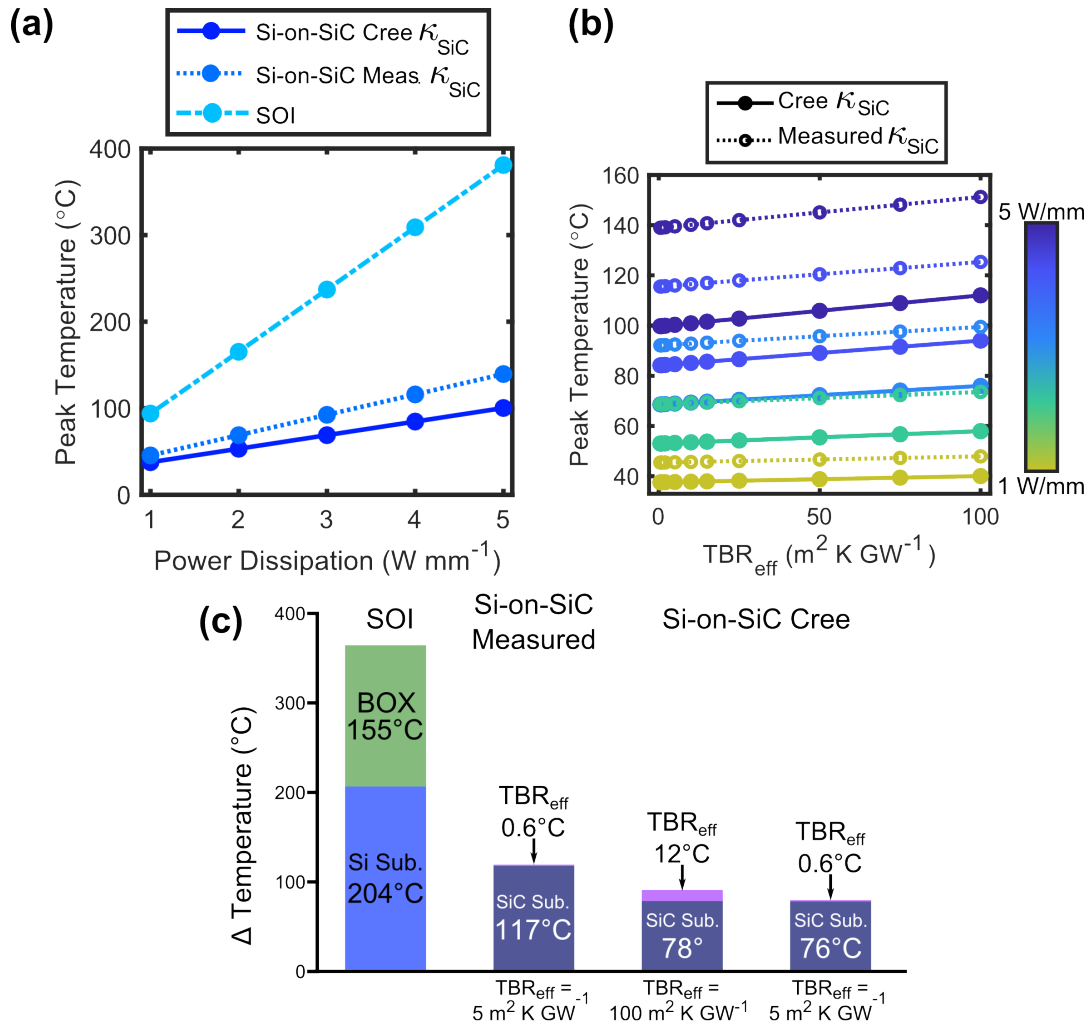 (a)
Si-on-SiC Cree κSiC
Si-on-SiC Meas. κSiC
SOI
400
300
200
100
0
Peak Temperature (°C)
1 2 3 4 5
Power Dissipation (W mm-1)
(b)
Cree κSiC
Measured κSiC
160
140
120
100
80
60
40
Peak Temperature (°C)
0 50 100
TBReff (m2 K GW-1)
5 W/mm
1 W/mm
(c)
400
300
200
100
0
Δ Temperature (°C)
SOI
BOX
155°C
Si Sub.
204°C
Si-on-SiC
Measured
TBReff
0.6°C
SiC Sub.
117°C
TBReff =
5 m2 K GW-1
Si-on-SiC Cree
TBReff
12°C
SiC Sub.
78°
TBReff =
100 m2 K GW-1
TBReff
0.6°C
SiC Sub.
76°C
TBReff =
5 m2 K GW-1